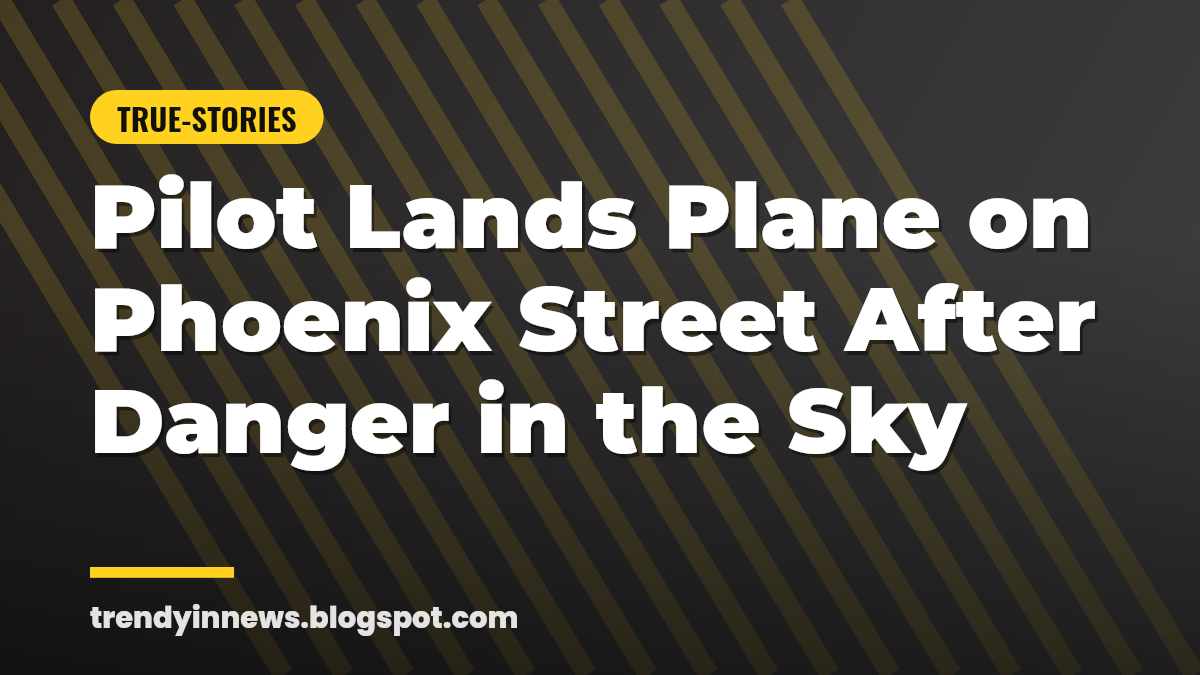 TRUE-STORIES
Pilot Lands Plane on
Phoenix Street After
Danger in the Sky
trendyinnews.blogspot.com